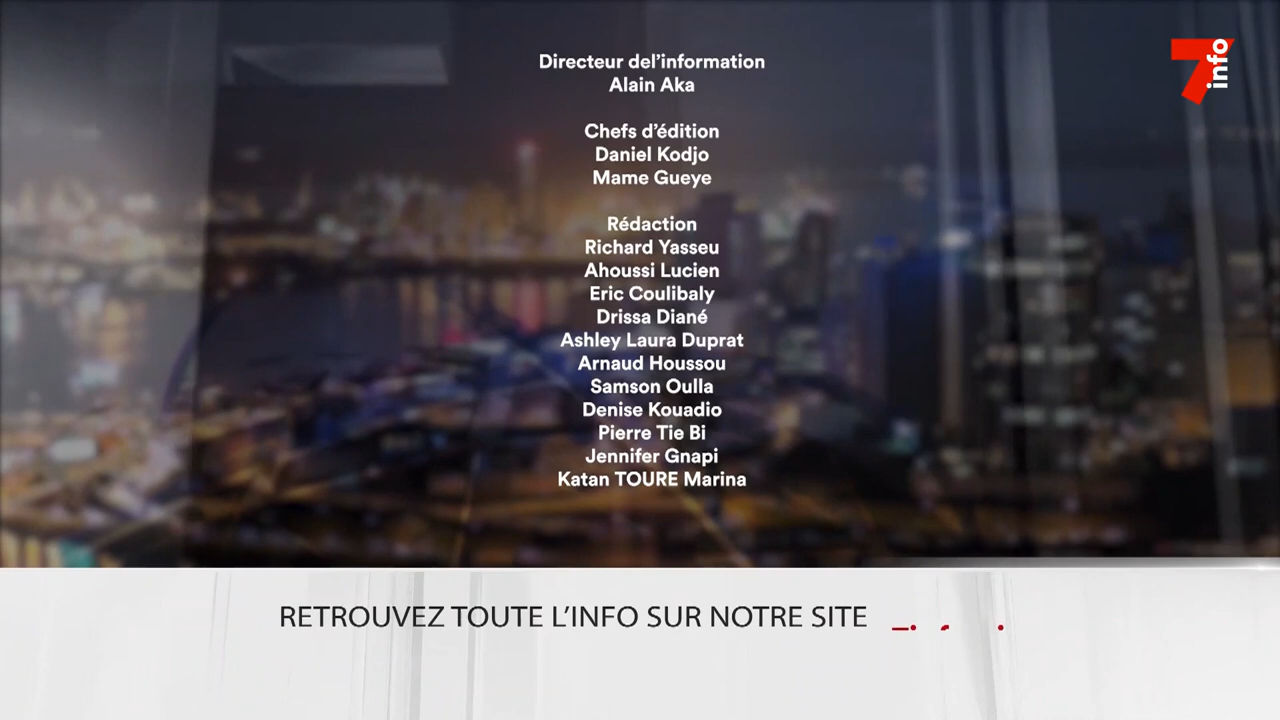 7info
Directeur del’information
Alain Aka
Chefs d’édition
Daniel Kodjo
Mame Gueye
Rédaction
Richard Yasseu
Ahoussi Lucien
Eric Coulibaly
Drissa Diané
Ashley Laura Duprat
Arnaud Houssou
Samson Oulla
Denise Kouadio
Pierre Tie Bi
Jennifer Gnapi
Katan TOURE Marina
RETROUVEZ TOUTE L’INFO SUR NOTRE SITE